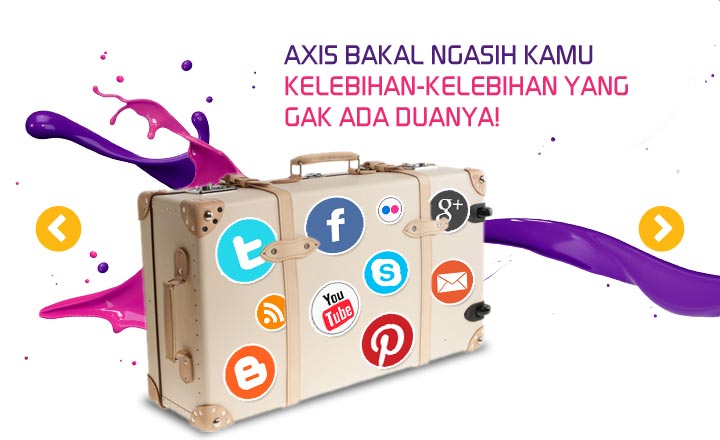 AXIS BAKAL NGASIH KAMU
KELEBIHAN-KELEBIHAN YANG
GAK ADA DUANYA!
t
f
g+
S
You
Tube
P
B